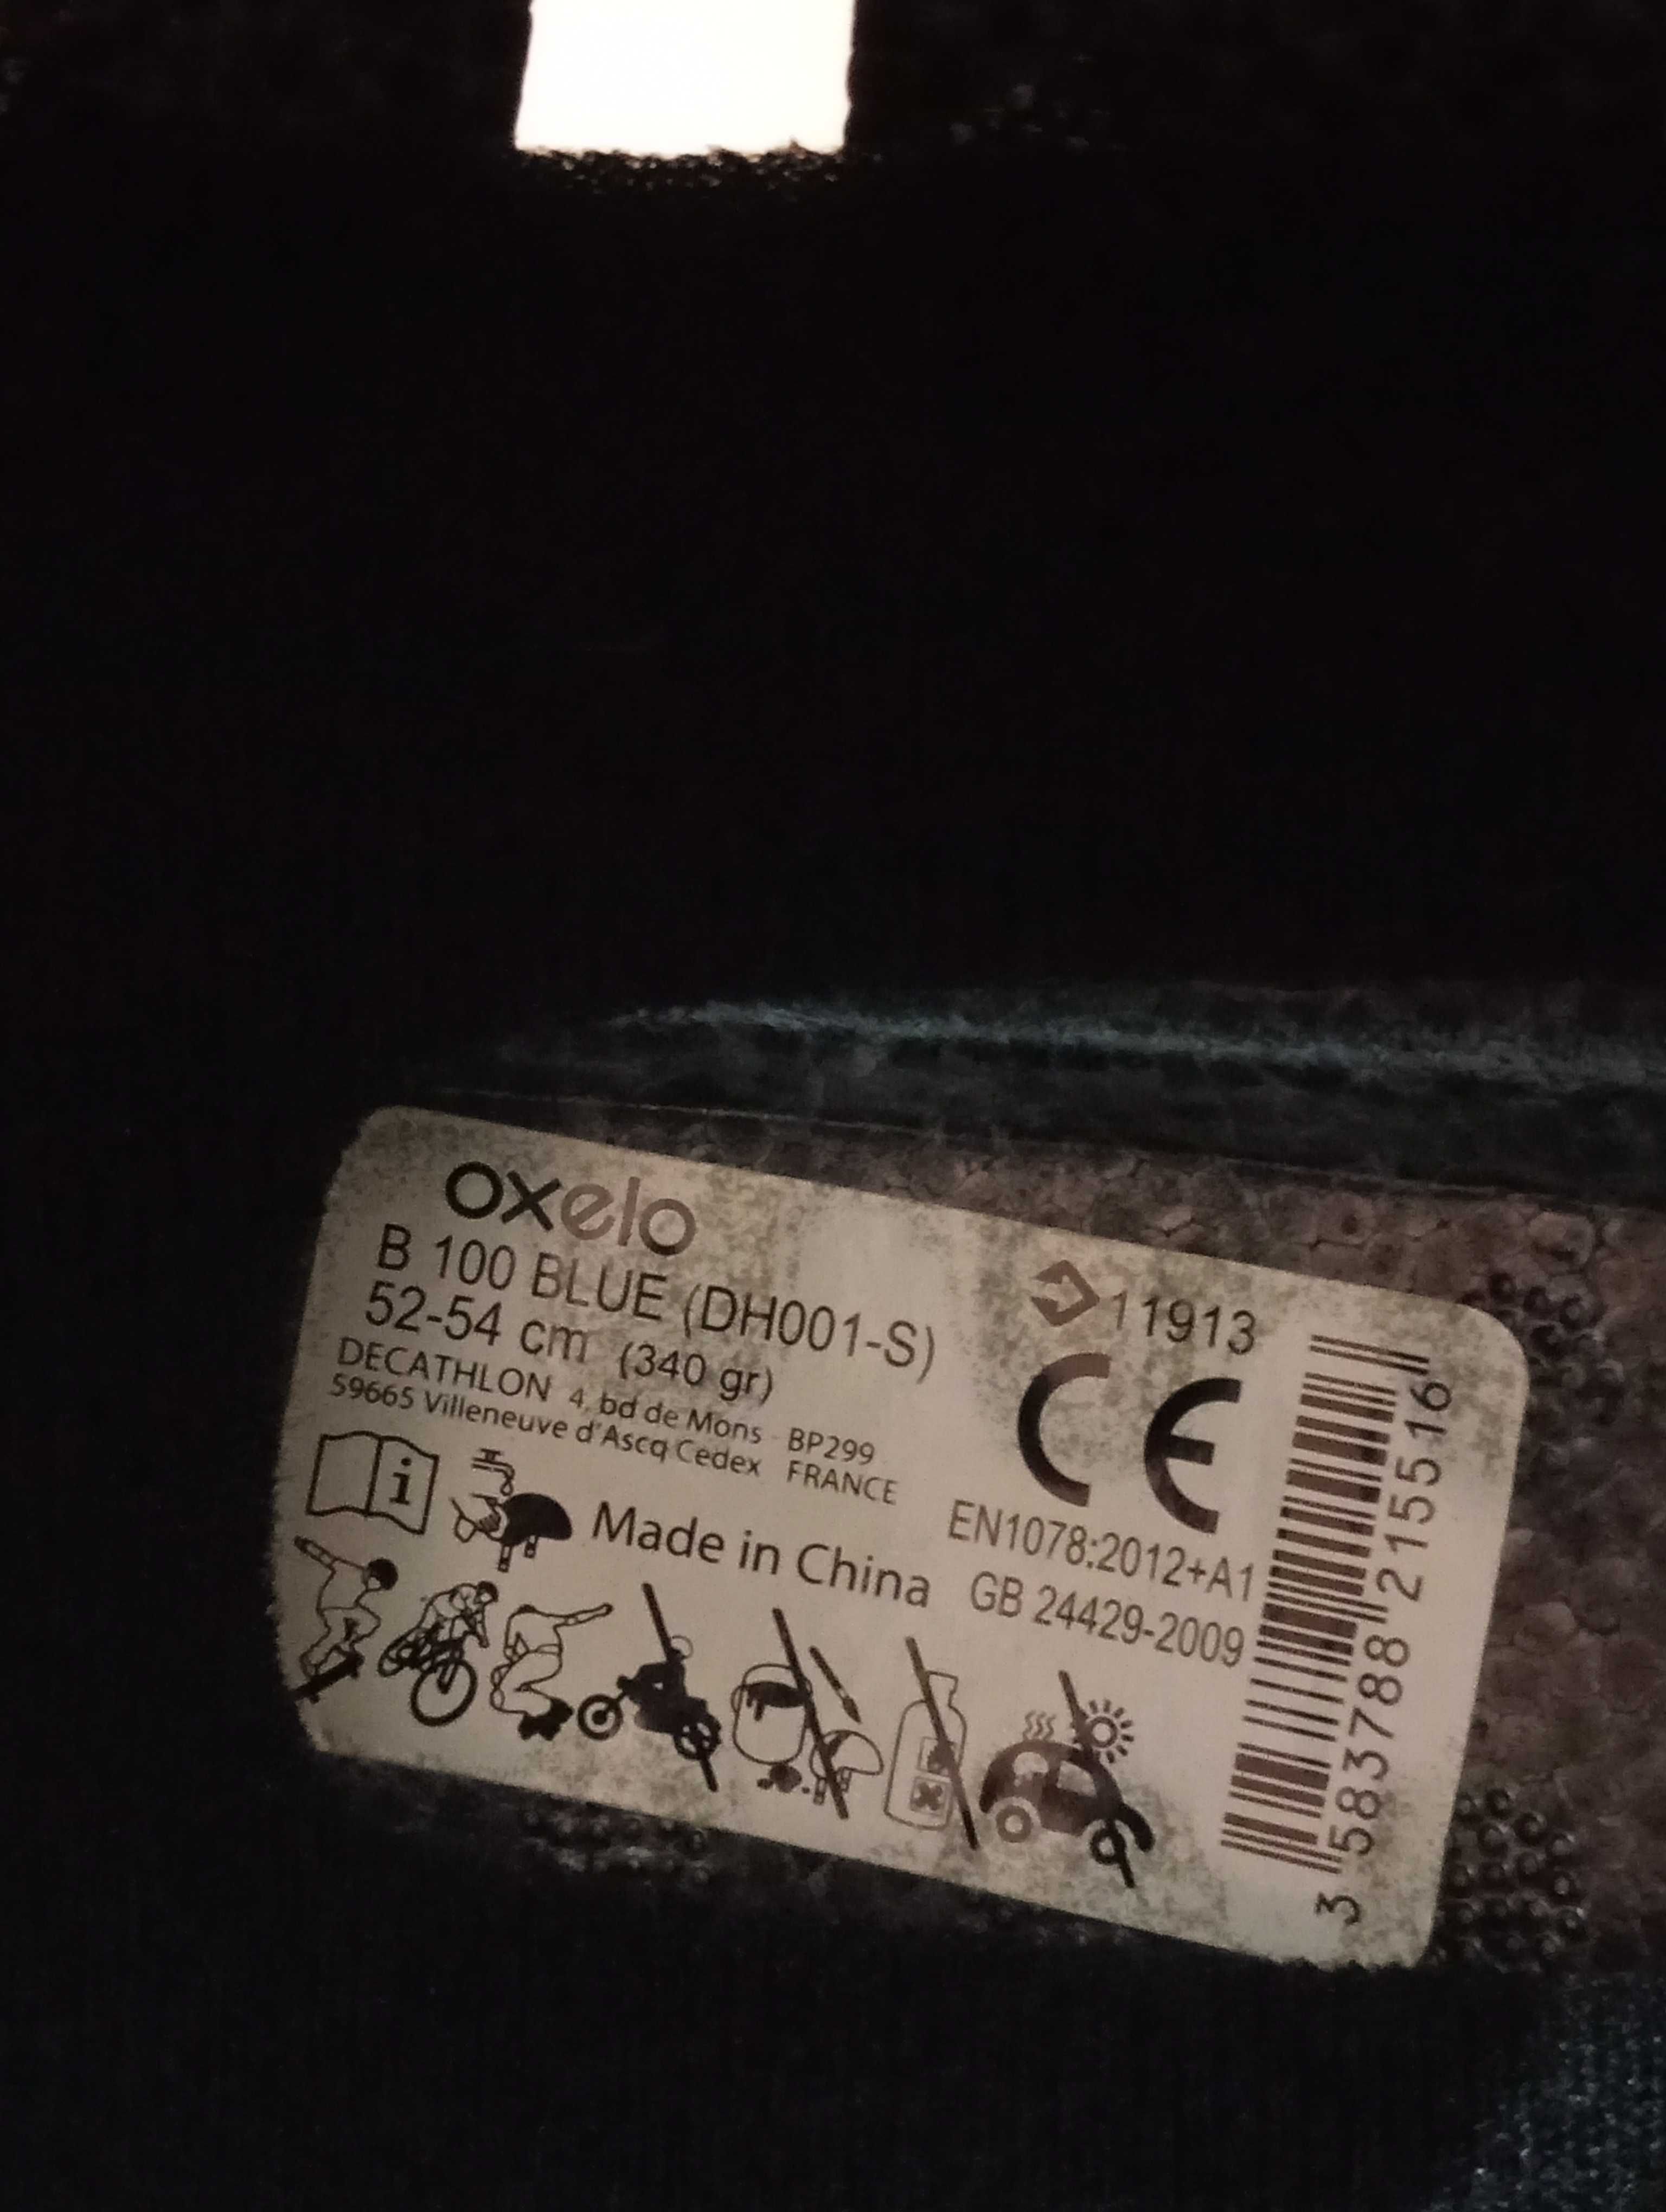 oxelo
B 100 BLUE (DH001-S)
52-54 cm (340 gr)
DECATHLON 4, bd de Mons - BP299
59665 Villeneuve d'Ascq Cedex FRANCE
Made in China
11913
CE
EN1078:2012+A1
GB 24429-2009
3 583788 215516